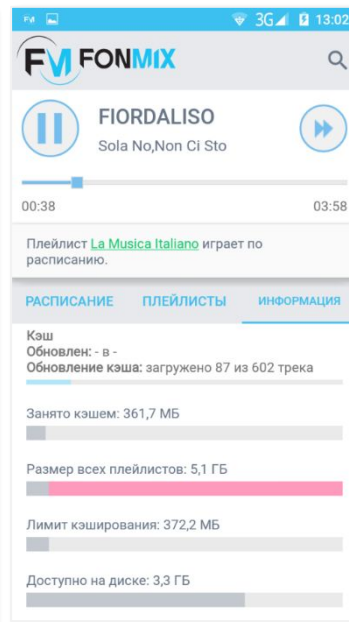 FM 3G 13:02
FM FONMIX
FIORDALISO
Sola No,Non Ci Sto
00:38 03:58
Плейлист La Musica Italiano играет по
расписанию.
РАСПИСАНИЕ ПЛЕЙЛИСТЫ ИНФОРМАЦИЯ
Кэш
Обновлен: - в -
Обновление кэша: загружено 87 из 602 трека
Занято кэшем: 361,7 МБ
Размер всех плейлистов: 5,1 ГБ
Лимит кэширования: 372,2 МБ
Доступно на диске: 3,3 ГБ